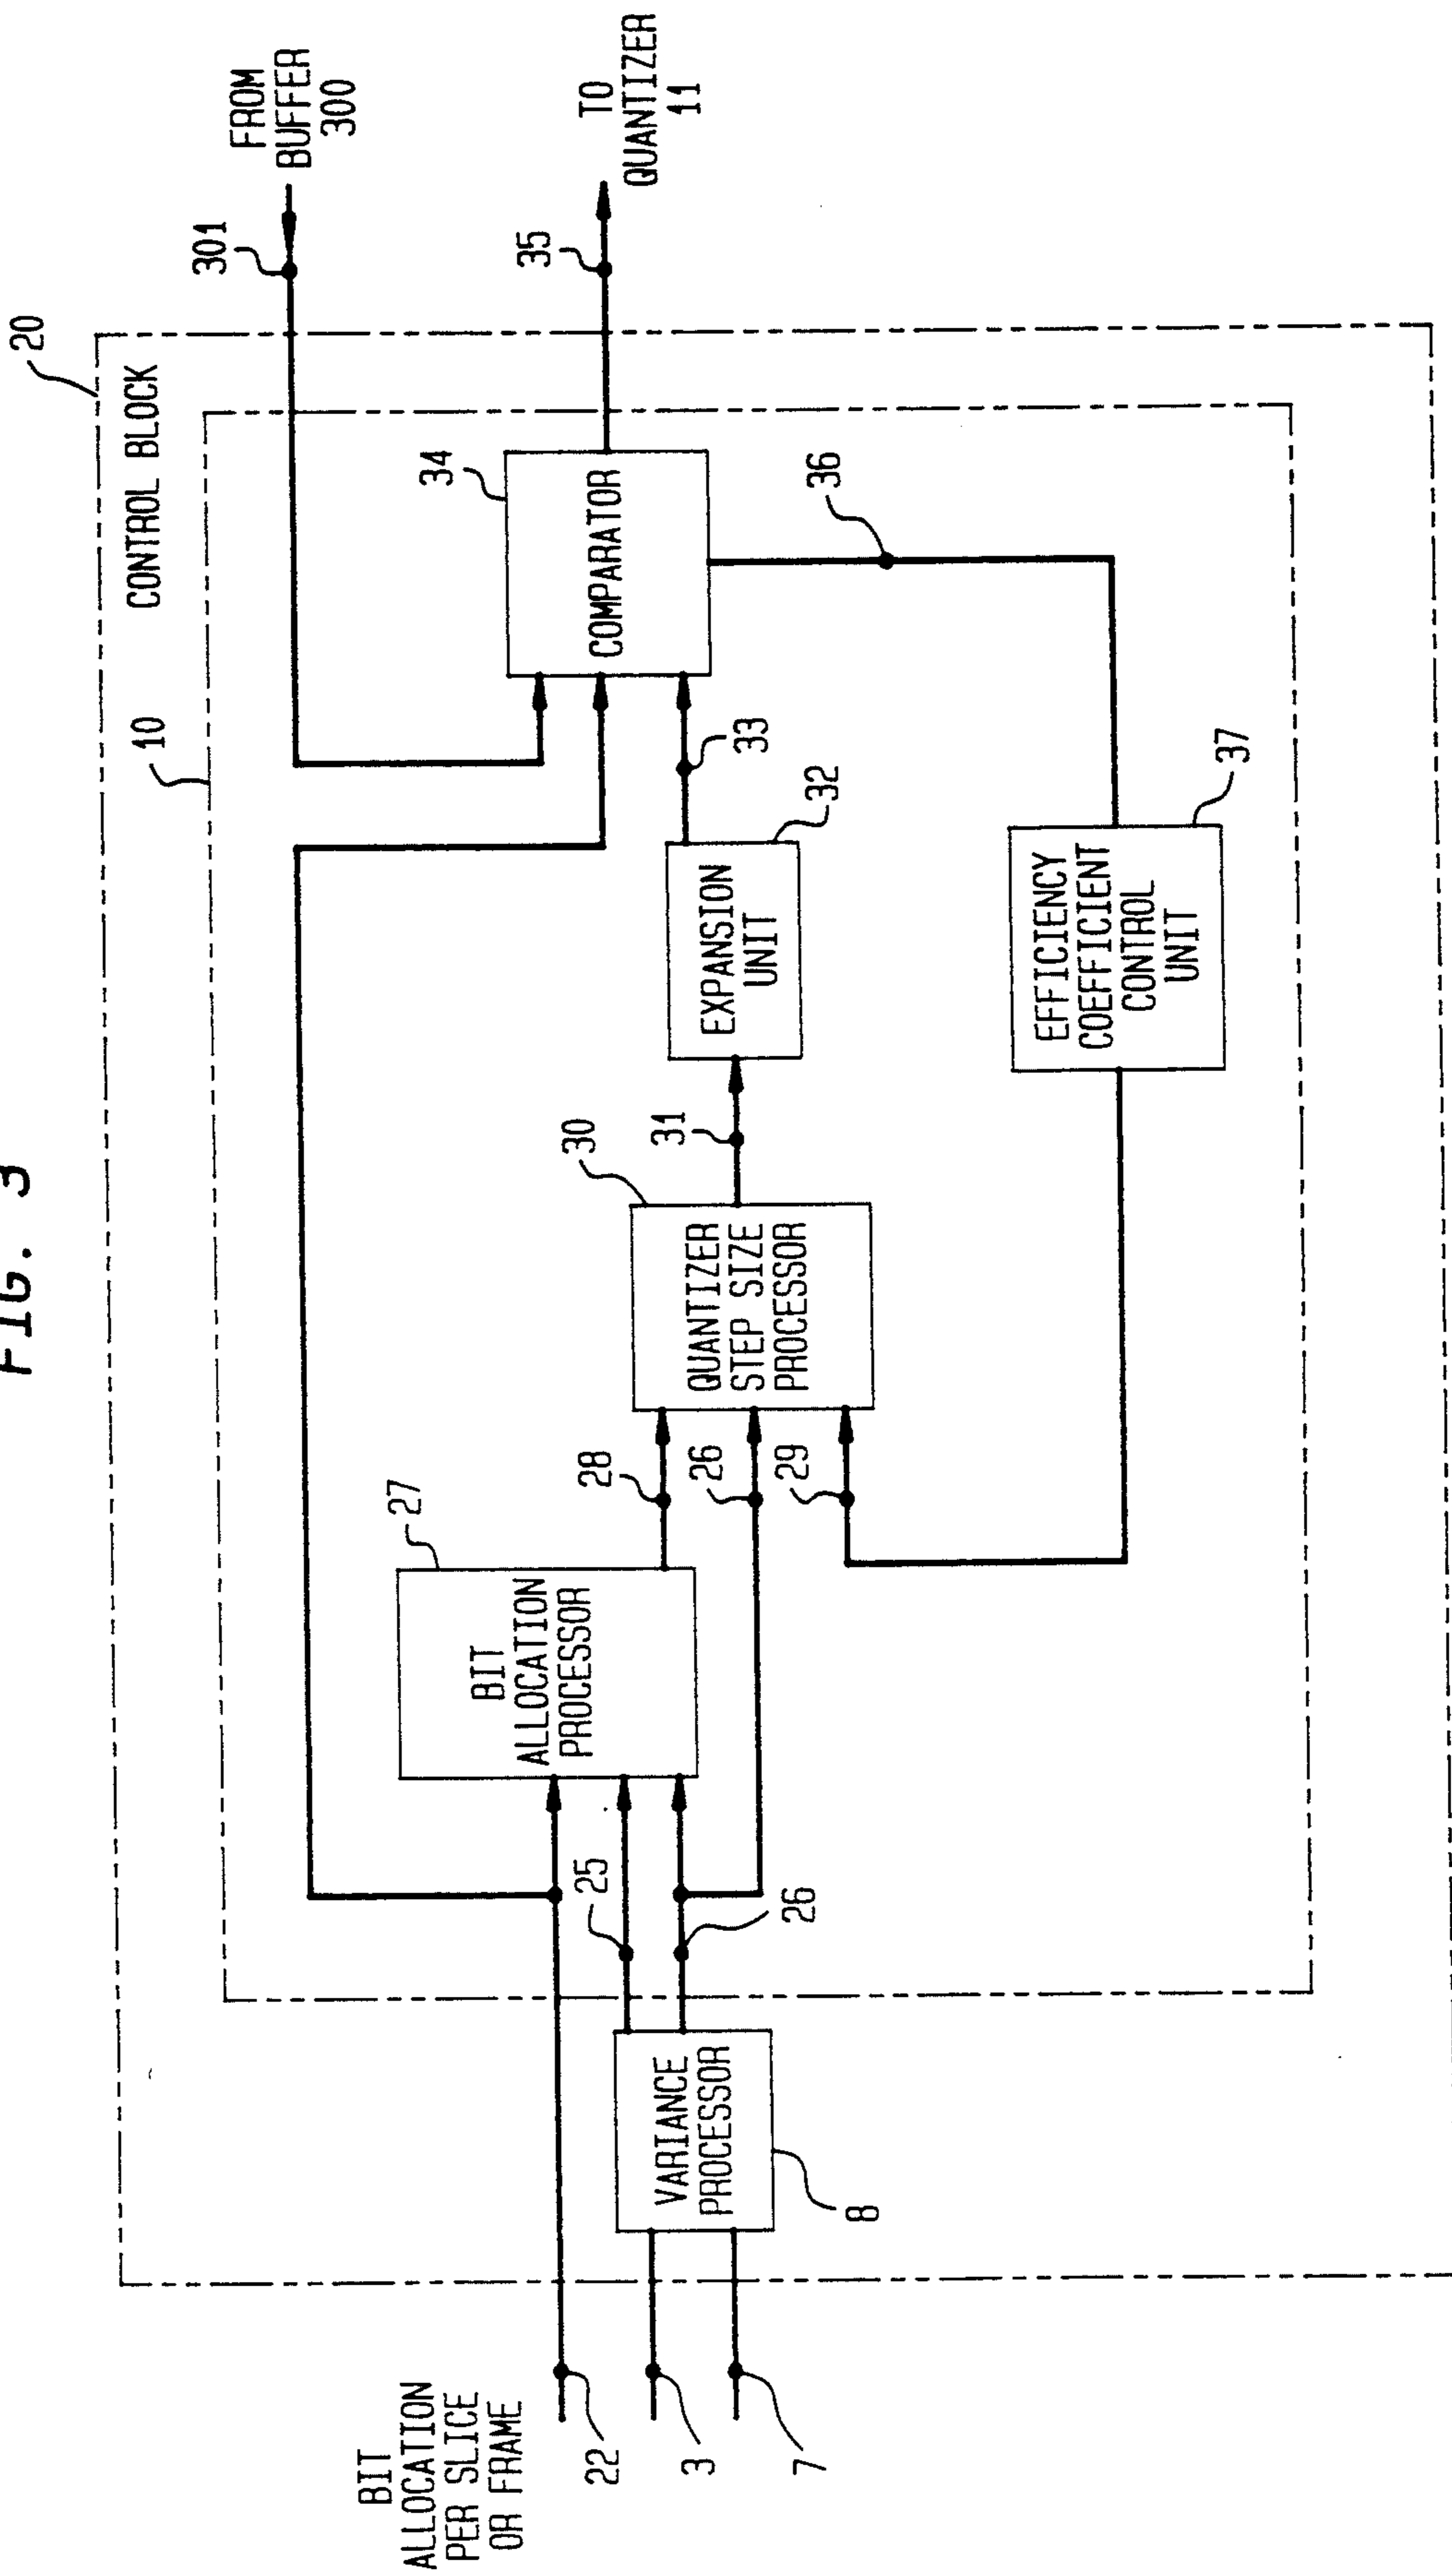 FIG. 3
20
CONTROL BLOCK
10
FROM
BUFFER
300
301
TO
QUANTIZER
11
35
34
COMPARATOR
36
33
32
EXPANSION
UNIT
37
EFFICIENCY
COEFFICIENT
CONTROL
UNIT
31
30
QUANTIZER
STEP SIZE
PROCESSOR
28
26
29
27
BIT
ALLOCATION
PROCESSOR
25
26
VARIANCE
PROCESSOR
8
BIT
ALLOCATION
PER SLICE
OR FRAME
22
3
7